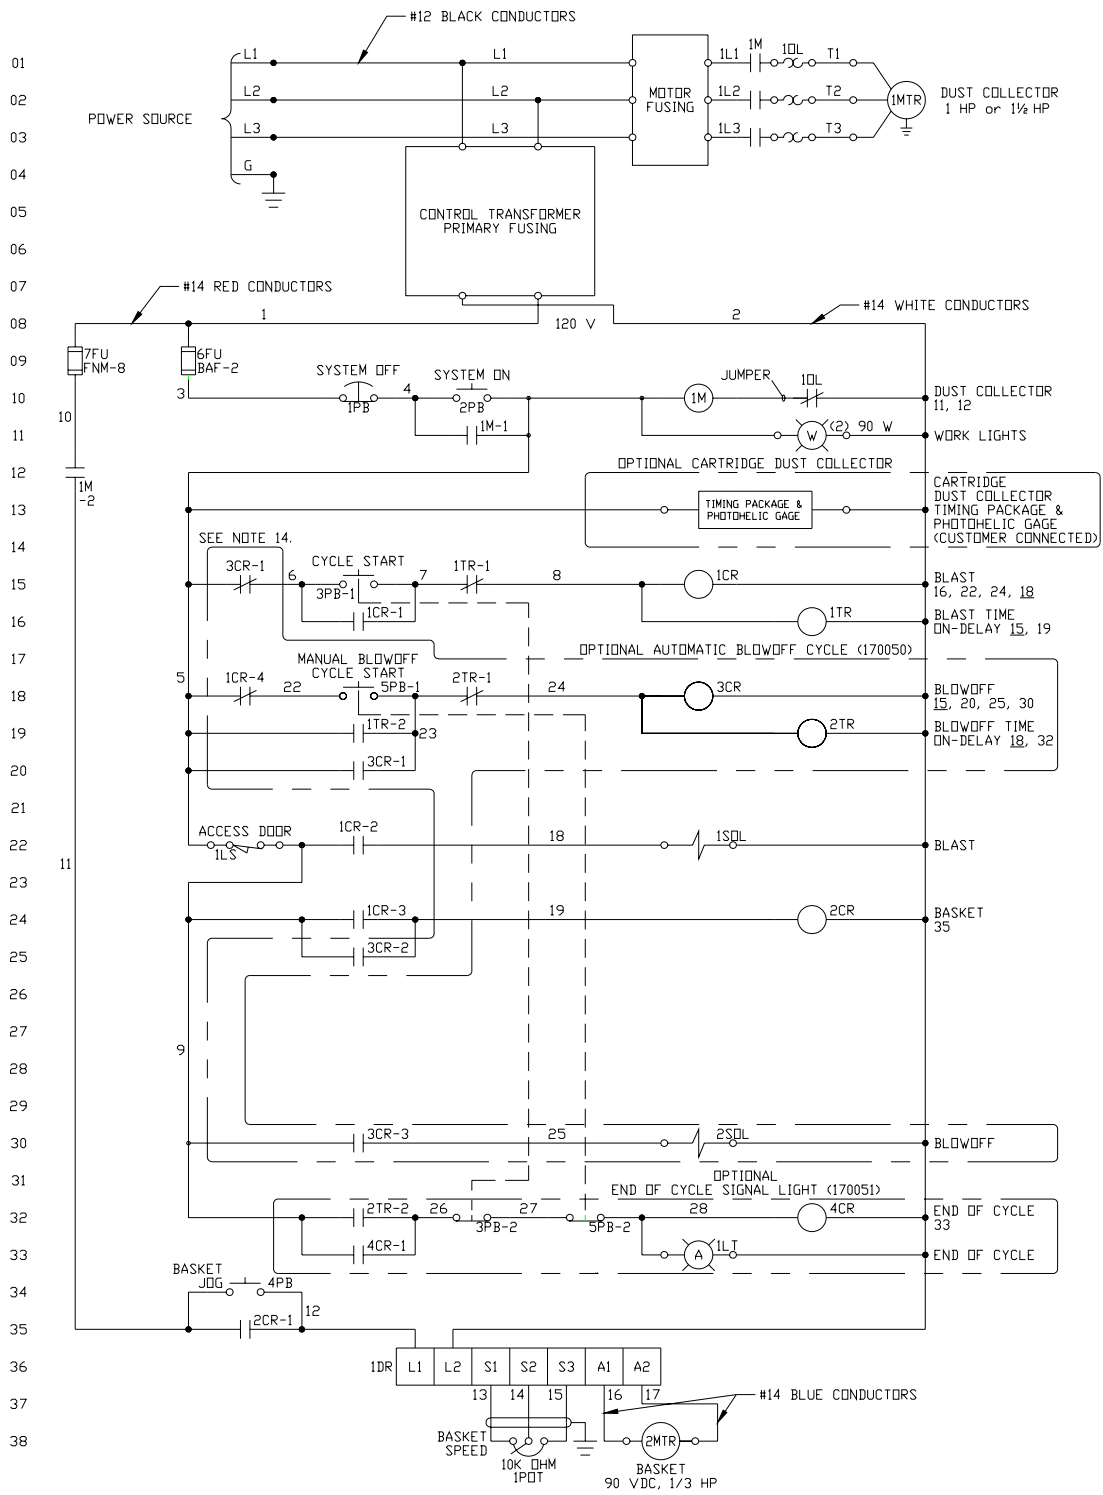 #12 BLACK CONDUCTORS
01 L1 L1 1L1 1M 1OL T1
02 L2 L2 MOTOR FUSING 1L2 T2 1MTR DUST COLLECTOR
1 HP or 1½ HP
POWER SOURCE
03 L3 L3 1L3 T3
04 G
05 CONTROL TRANSFORMER
PRIMARY FUSING
06
07 #14 RED CONDUCTORS
#14 WHITE CONDUCTORS
08 1 120 V 2
09 7FU
FNM-8
6FU
BAF-2
SYSTEM OFF
SYSTEM ON
JUMPER
10 3 1PB 4 2PB 1M 1OL DUST COLLECTOR
11, 12
10
11 1M-1 W (2) 90 W WORK LIGHTS
12 1M
-2
OPTIONAL CARTRIDGE DUST COLLECTOR
13 TIMING PACKAGE &
PHOTOHELIC GAGE
CARTRIDGE
DUST COLLECTOR
TIMING PACKAGE &
PHOTOHELIC GAGE
(CUSTOMER CONNECTED)
14 SEE NOTE 14.
CYCLE START
15 3CR-1 6 3PB-1 7 1TR-1 8 1CR BLAST
16, 22, 24, 18
16 1CR-1 1TR BLAST TIME
ON-DELAY 15, 19
17 OPTIONAL AUTOMATIC BLOWOFF CYCLE (170050)
MANUAL BLOWOFF
CYCLE START
18 5 1CR-4 22 5PB-1 2TR-1 24 3CR BLOWOFF
15, 20, 25, 30
19 1TR-2 23 2TR BLOWOFF TIME
ON-DELAY 18, 32
20 3CR-1
21
ACCESS DOOR
22 1LS 1CR-2 18 1SOL BLAST
11
23
24 1CR-3 19 2CR BASKET
35
25 3CR-2
26
27
28 9
29
30 3CR-3 25 2SOL BLOWOFF
31 OPTIONAL
END OF CYCLE SIGNAL LIGHT (170051)
32 2TR-2 26 3PB-2 27 5PB-2 28 4CR END OF CYCLE
33
33 4CR-1 A 1LT END OF CYCLE
BASKET
JOG
34 4PB
12
35 2CR-1
36 1DR L1 L2 S1 S2 S3 A1 A2
37 13 14 15 16 17 #14 BLUE CONDUCTORS
38 BASKET
SPEED
2MTR
10K OHM
1POT
BASKET
90 VDC, 1/3 HP